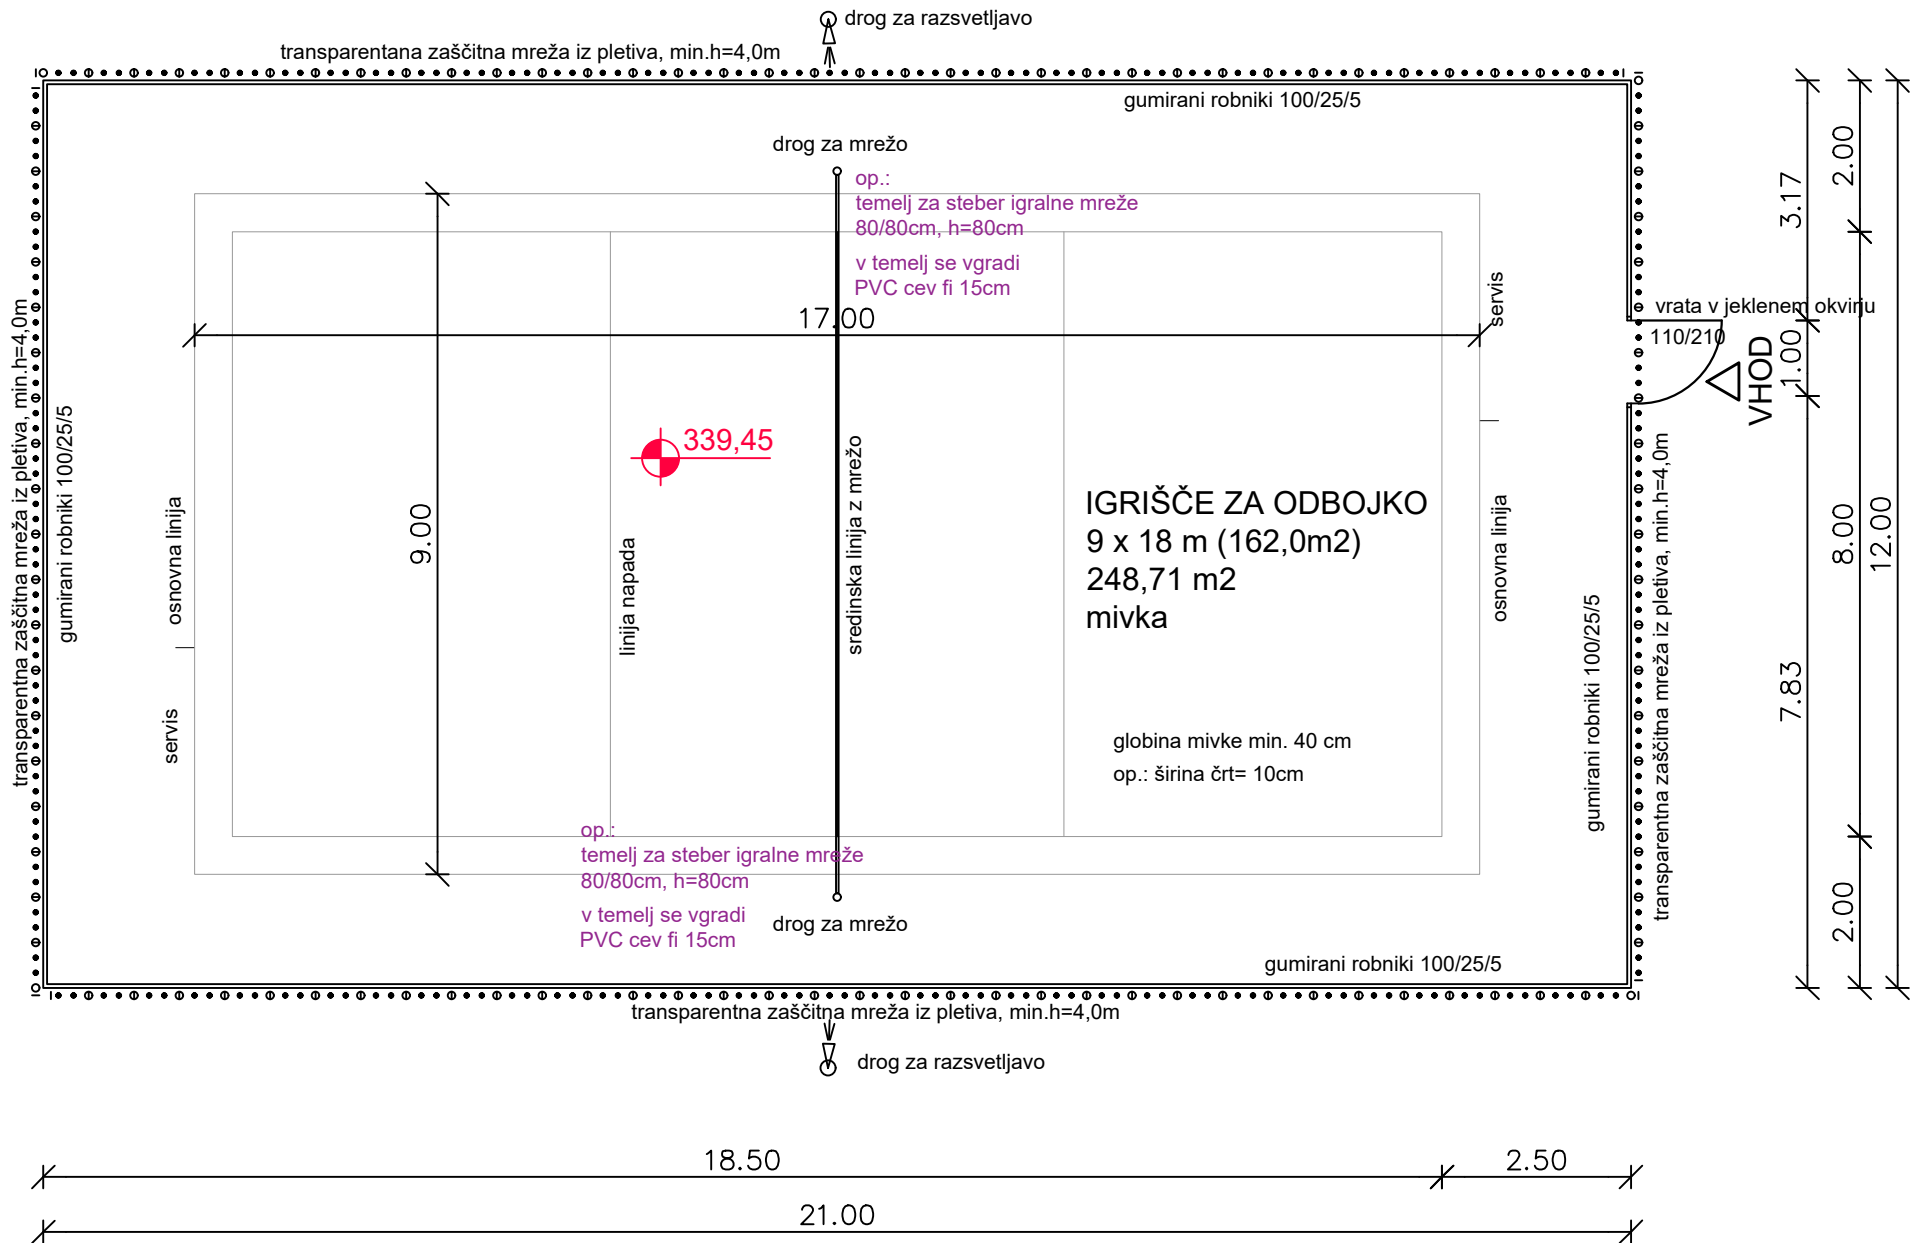 drog za razsvetljavo
transparentana zaščitna mreža iz pletiva, min.h=4,0m
gumirani robniki 100/25/5
drog za mrežo
op.:
temelj za steber igralne mreže
80/80cm, h=80cm
v temelj se vgradi
PVC cev fi 15cm
17.00
servis
vrata v jeklenem okvirju
110/210
VHOD
3.17
1.00
7.83
2.00
8.00
2.00
12.00
transparentna zaščitna mreža iz pletiva, min.h=4,0m
gumirani robniki 100/25/5
osnovna linija
servis
9.00
339,45
linija napada
sredinska linija z mrežo
IGRIŠČE ZA ODBOJKO
9 x 18 m (162,0m2)
248,71 m2
mivka
globina mivke min. 40 cm
op.: širina črt= 10cm
osnovna linija
gumirani robniki 100/25/5
transparentna zaščitna mreža iz pletiva, min.h=4,0m
op.:
temelj za steber igralne mreže
80/80cm, h=80cm
v temelj se vgradi
PVC cev fi 15cm
drog za mrežo
gumirani robniki 100/25/5
transparentna zaščitna mreža iz pletiva, min.h=4,0m
drog za razsvetljavo
18.50
2.50
21.00